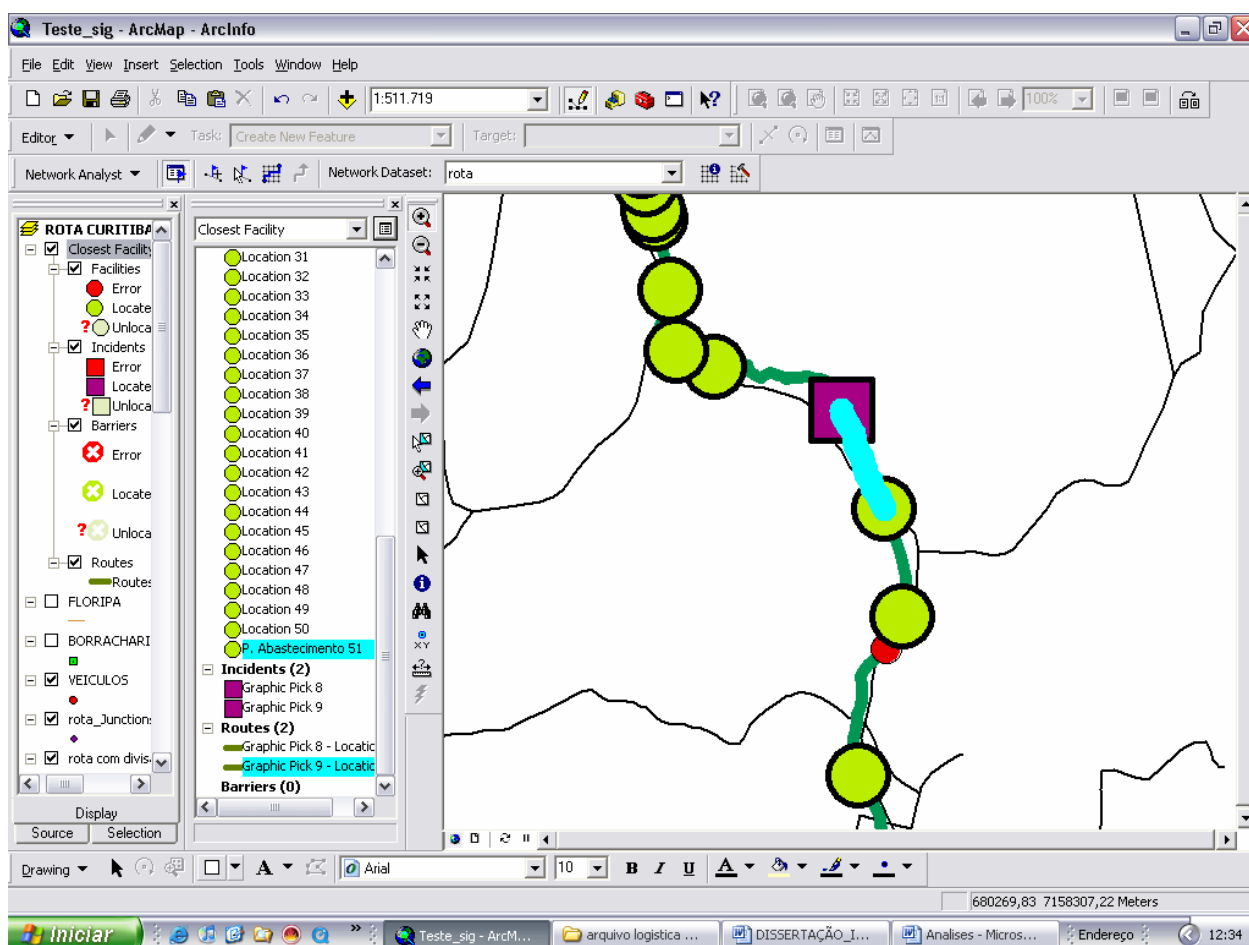 Teste_sig - ArcMap - ArcInfo
File Edit View Insert Selection Tools Window Help
1:511.719
100%
Editor Task: Create New Feature Target:
Network Analyst Network Dataset: rota
ROTA CURITIBA
Closest Facility
Facilities
Error
Locate
? Unloca
Incidents
Error
Locate
? Unloca
Barriers
Error
Locate
? Unloca
Routes
Routes
FLORIPA
BORRACHARI
VEICULOS
rota_Junction:
rota com divis
Display
Source Selection
Closest Facility
Location 31
Location 32
Location 33
Location 34
Location 35
Location 36
Location 37
Location 38
Location 39
Location 40
Location 41
Location 42
Location 43
Location 44
Location 45
Location 46
Location 47
Location 48
Location 49
Location 50
P. Abastecimento 51
Incidents (2)
Graphic Pick 8
Graphic Pick 9
Routes (2)
Graphic Pick 8 - Locatic
Graphic Pick 9 - Locatic
Barriers (0)
XY
Drawing A Arial 10 B I U A
680269,83 7158307,22 Meters
Iniciar Teste_sig - ArcM... arquivo logistica ... DISSERTAÇÃO_I... Analises - Micros... Endereço 12:34